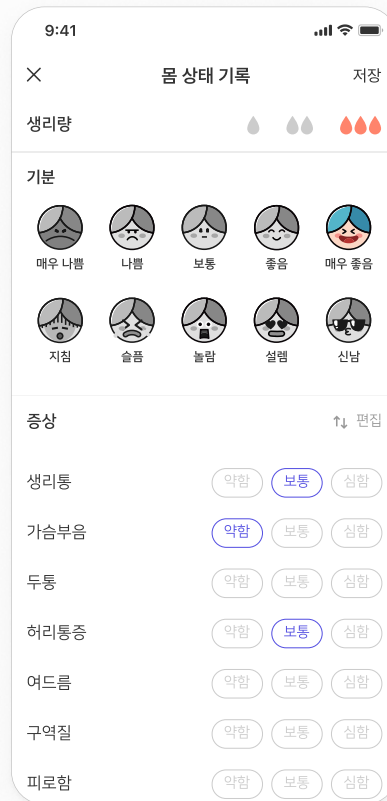 9:41
몸 상태 기록 저장
생리량
기분
매우 나쁨 나쁨 보통 좋음 매우 좋음
지침 슬픔 놀람 설렘 신남
증상 편집
생리통 약함 보통 심함
가슴부음 약함 보통 심함
두통 약함 보통 심함
허리통증 약함 보통 심함
여드름 약함 보통 심함
구역질 약함 보통 심함
피로함 약함 보통 심함